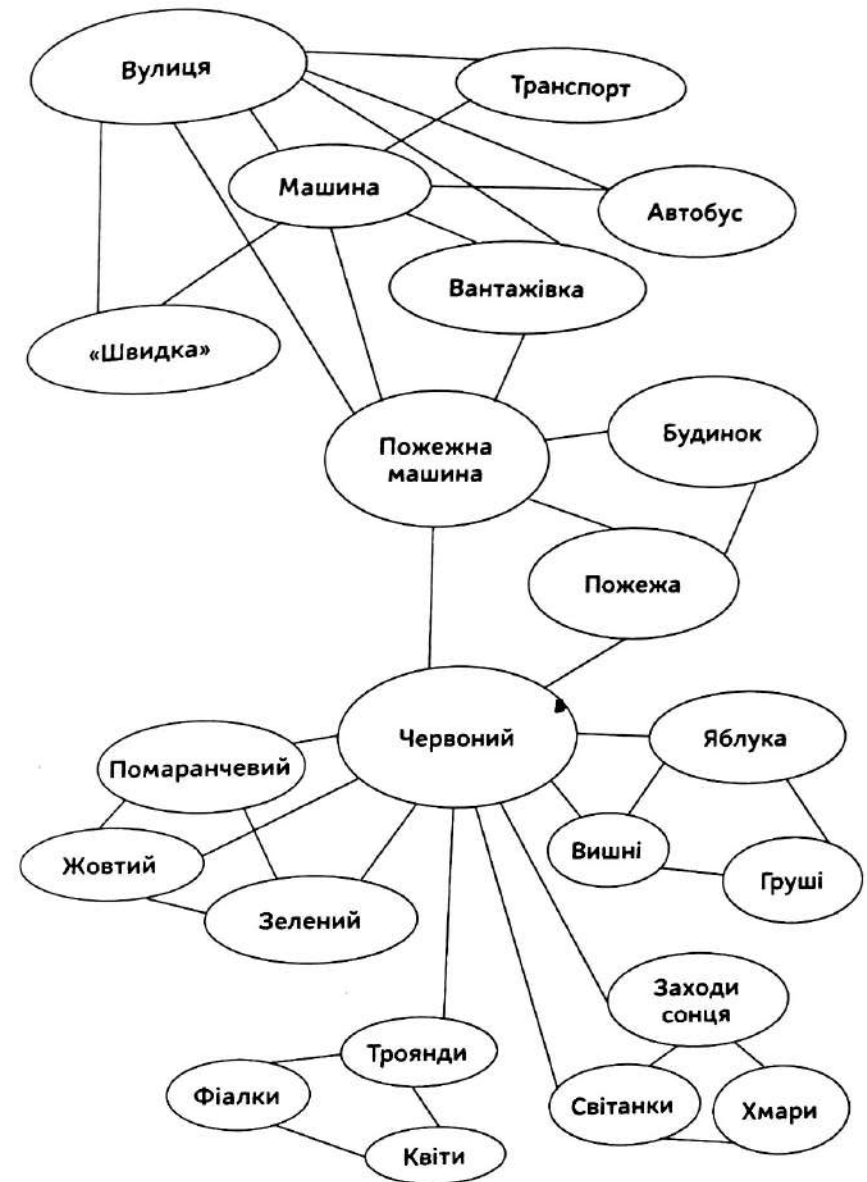 Вулиця
Транспорт
Машина
Автобус
Вантажівка
«Швидка»
Пожежна
машина
Будинок
Пожежа
Червоний
Яблука
Помаранчевий
Вишні
Жовтий
Груші
Зелений
Заходи
сонця
Троянди
Фіалки
Світанки
Хмари
Квіти